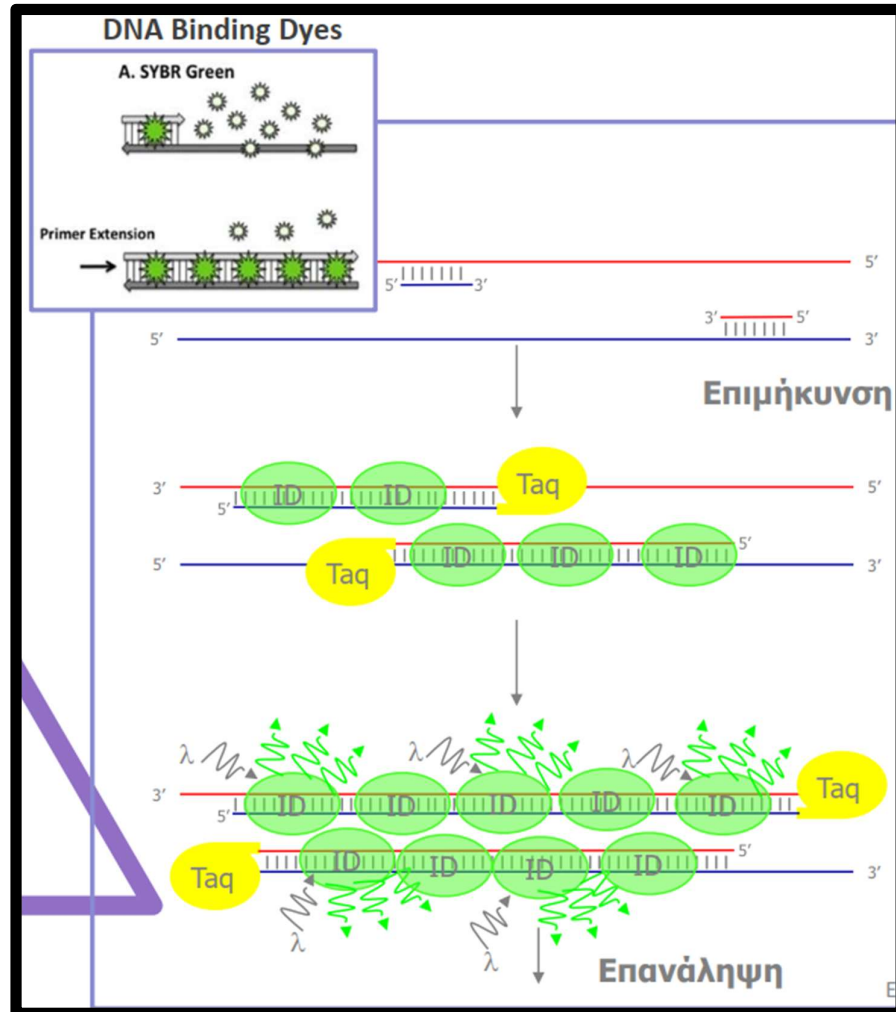 DNA Binding Dyes
A. SYBR Green
Primer Extension
5′
5′ 3′
3′ 5′
5′ 3′
Επιμήκυνση
Taq
3′ ID ID 5′
5′
5′
ID ID ID
5′ Taq 3′
λ λ λ
Taq
3′
ID ID ID ID ID
5′
5′
ID ID ID ID
Taq 3′
λ λ
Επανάληψη
E